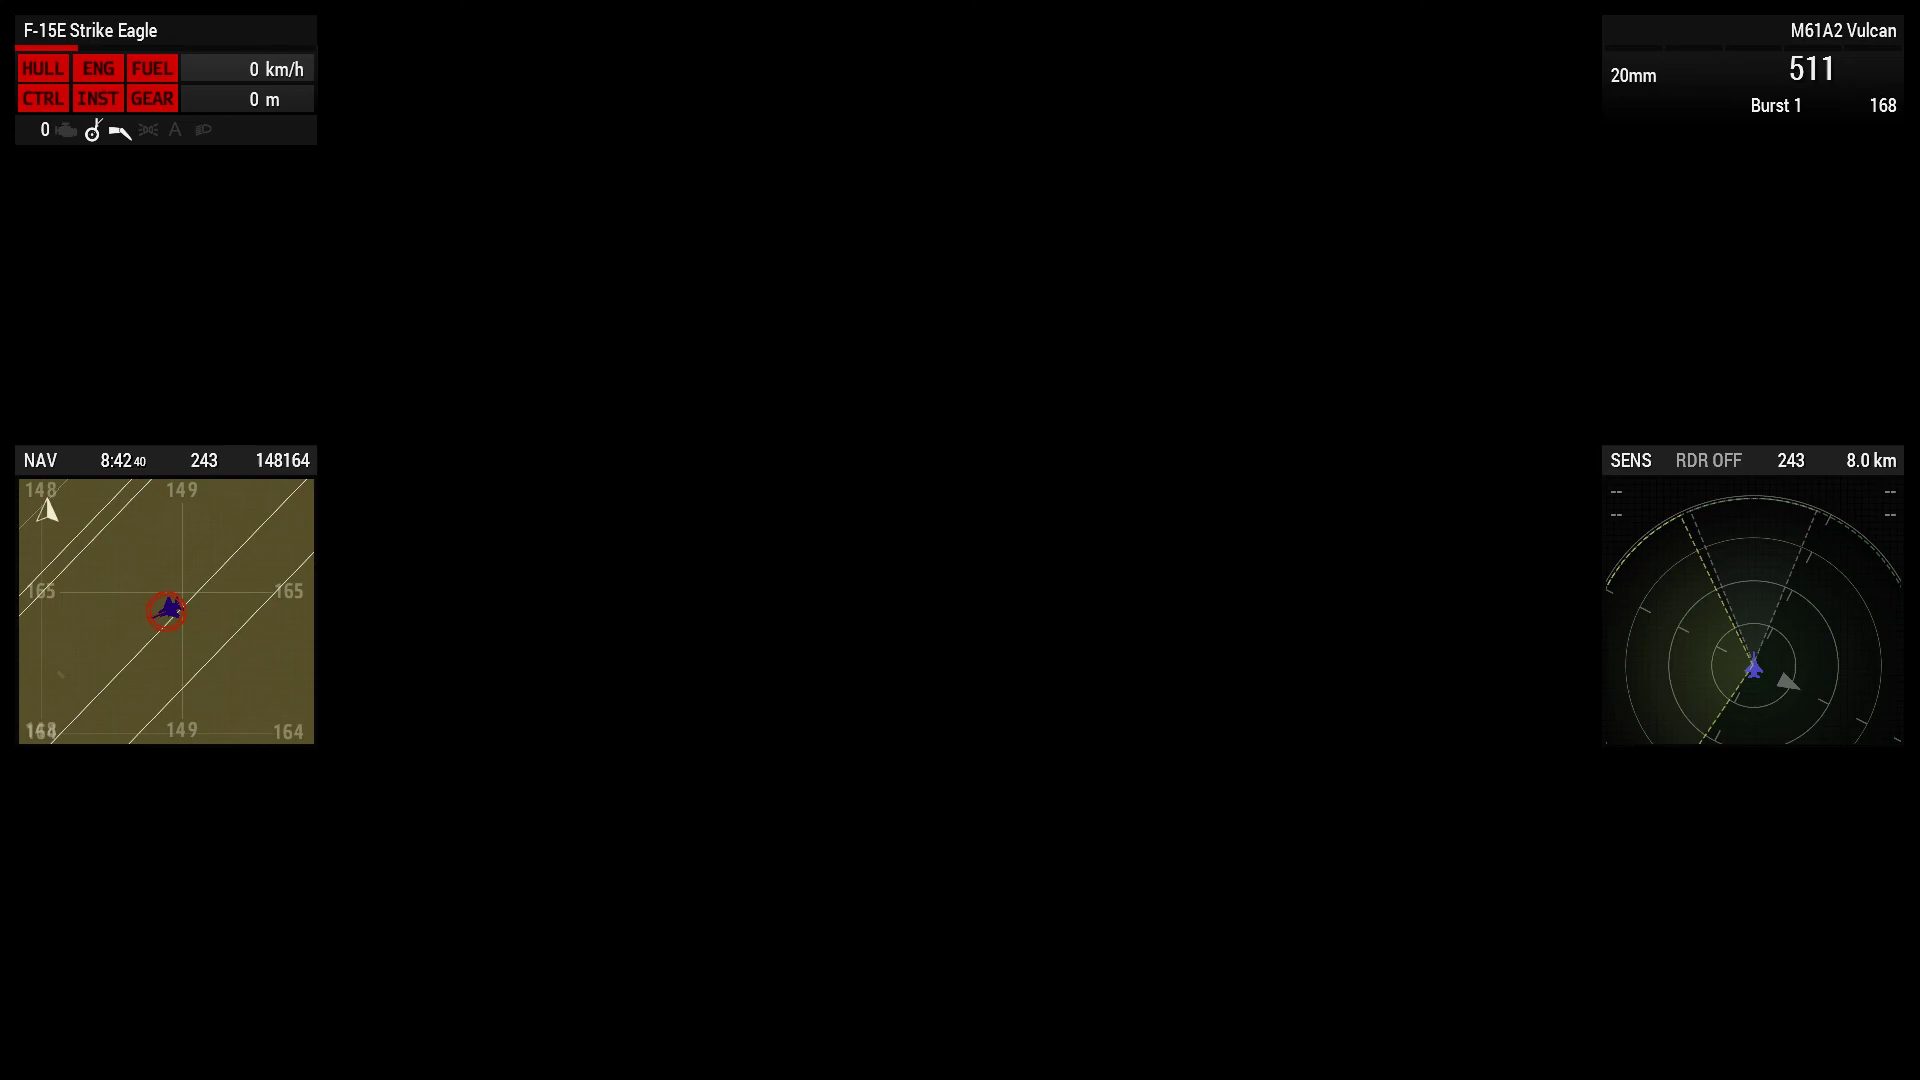 F-15E Strike Eagle
HULL ENG FUEL 0 km/h
CTRL INST GEAR 0 m
0 A
M61A2 Vulcan
20mm 511
Burst 1 168
NAV 8:42 40 243 148164
148 149
165 165
148 149 164
SENS RDR OFF 243 8.0 km
-- --
-- --